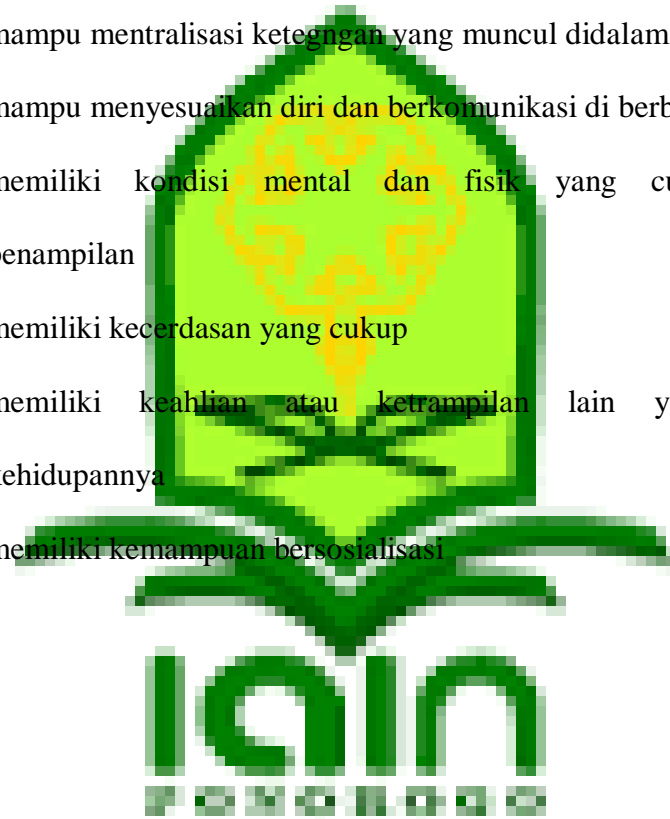 mampu mentralisasi ketegngan yang muncul didalam
mampu menyesuaikan diri dan berkomunikasi di berb
memiliki kondisi mental dan fisik yang cu
penampilan
memiliki kecerdasan yang cukup
memiliki keahlian atau ketrampilan lain y
kehidupannya
memiliki kemampuan bersosialisasi
iain
PONOROGO